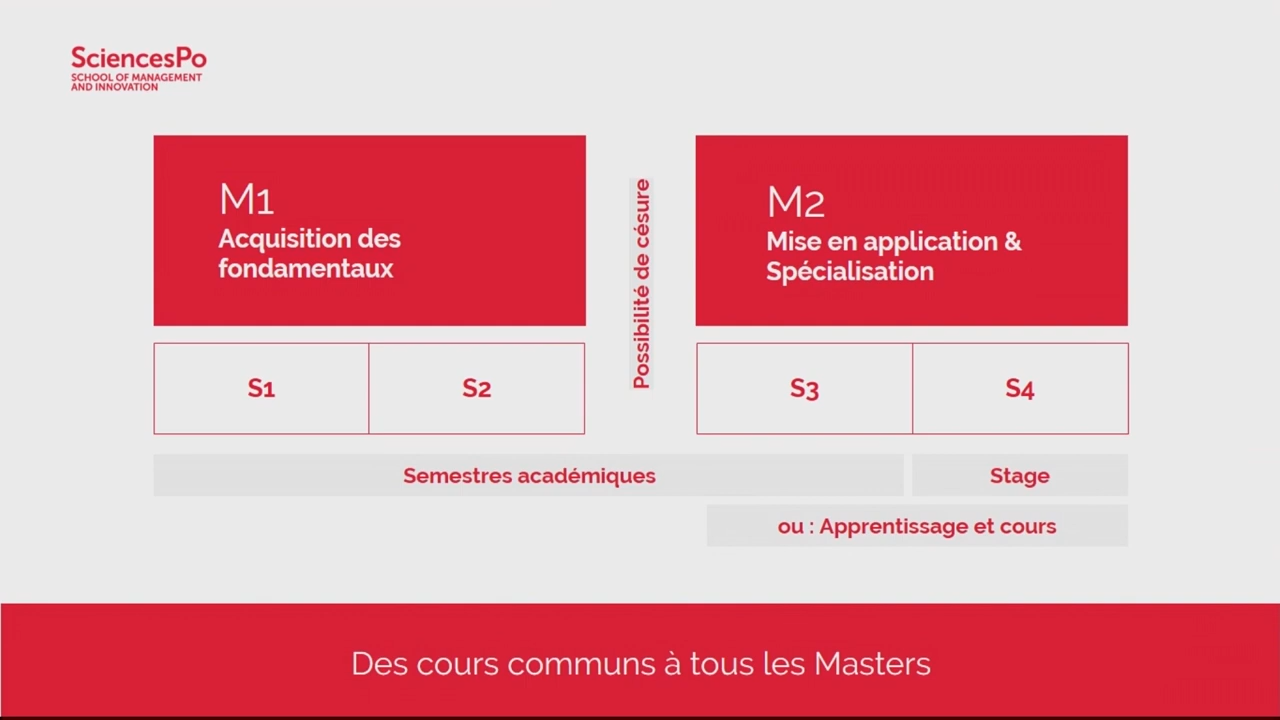 SciencesPo
SCHOOL OF MANAGEMENT
AND INNOVATION
M1
Acquisition des
fondamentaux
Possibilité de césure
M2
Mise en application &
Spécialisation
S1
S2
S3
S4
Semestres académiques
Stage
ou : Apprentissage et cours
Des cours communs à tous les Masters